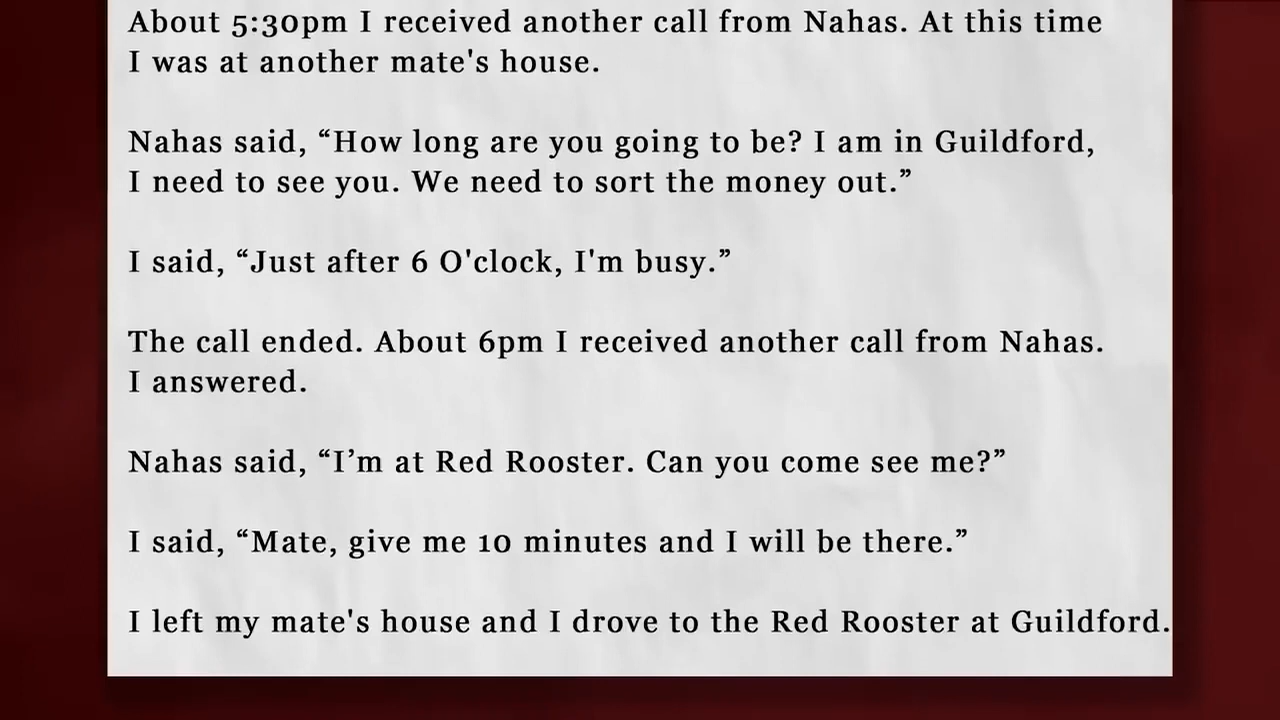 About 5:30pm I received another call from Nahas. At this time
I was at another mate's house.
Nahas said, “How long are you going to be? I am in Guildford,
I need to see you. We need to sort the money out.”
I said, “Just after 6 O'clock, I'm busy.”
The call ended. About 6pm I received another call from Nahas.
I answered.
Nahas said, “I’m at Red Rooster. Can you come see me?”
I said, “Mate, give me 10 minutes and I will be there.”
I left my mate's house and I drove to the Red Rooster at Guildford.